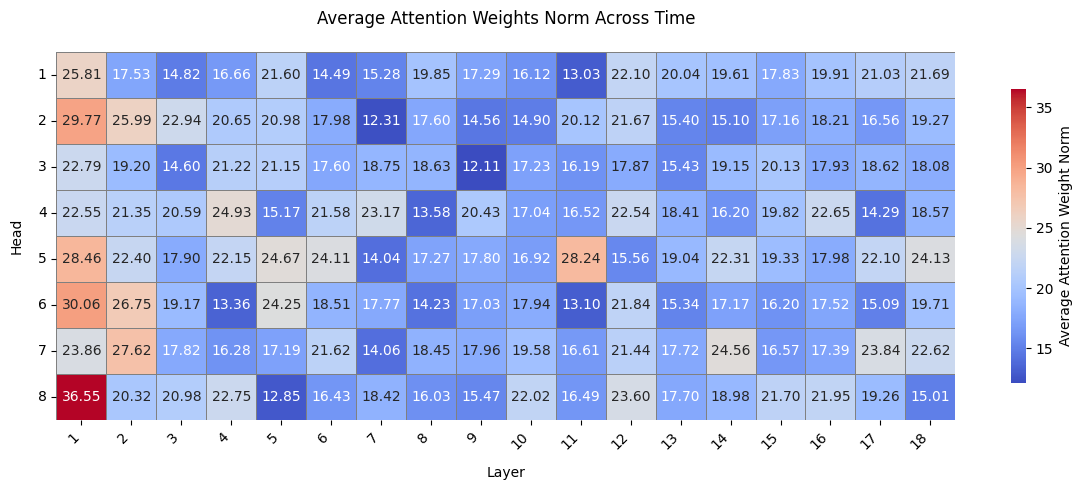 Average Attention Weights Norm Across Time
1 25.81 17.53 14.82 16.66 21.60 14.49 15.28 19.85 17.29 16.12 13.03 22.10 20.04 19.61 17.83 19.91 21.03 21.69
2 29.77 25.99 22.94 20.65 20.98 17.98 12.31 17.60 14.56 14.90 20.12 21.67 15.40 15.10 17.16 18.21 16.56 19.27
3 22.79 19.20 14.60 21.22 21.15 17.60 18.75 18.63 12.11 17.23 16.19 17.87 15.43 19.15 20.13 17.93 18.62 18.08
4 22.55 21.35 20.59 24.93 15.17 21.58 23.17 13.58 20.43 17.04 16.52 22.54 18.41 16.20 19.82 22.65 14.29 18.57
5 28.46 22.40 17.90 22.15 24.67 24.11 14.04 17.27 17.80 16.92 28.24 15.56 19.04 22.31 19.33 17.98 22.10 24.13
6 30.06 26.75 19.17 13.36 24.25 18.51 17.77 14.23 17.03 17.94 13.10 21.84 15.34 17.17 16.20 17.52 15.09 19.71
7 23.86 27.62 17.82 16.28 17.19 21.62 14.06 18.45 17.96 19.58 16.61 21.44 17.72 24.56 16.57 17.39 23.84 22.62
8 36.55 20.32 20.98 22.75 12.85 16.43 18.42 16.03 15.47 22.02 16.49 23.60 17.70 18.98 21.70 21.95 19.26 15.01
1 2 3 4 5 6 7 8 9 10 11 12 13 14 15 16 17 18
Layer
Head
35
30
25
20
15
Average Attention Weight Norm